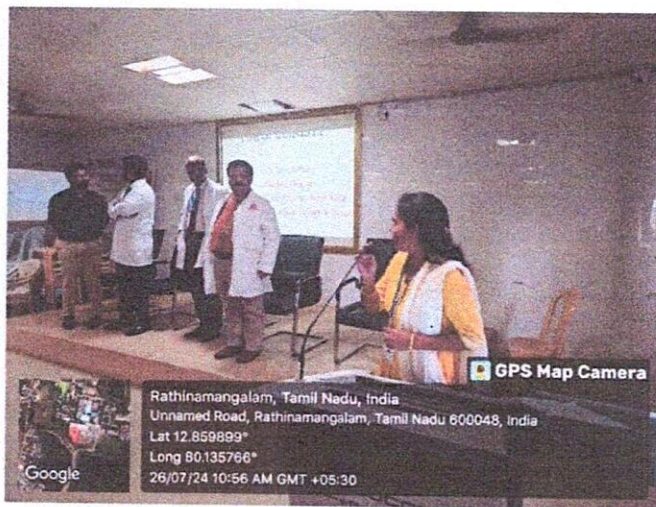 GPS Map Camera
Rathinamangalam, Tamil Nadu, India
Unnamed Road, Rathinamangalam, Tamil Nadu 600048, India
Lat 12.859899°
Long 80.135766°
26/07/24 10:56 AM GMT +05:30
Google